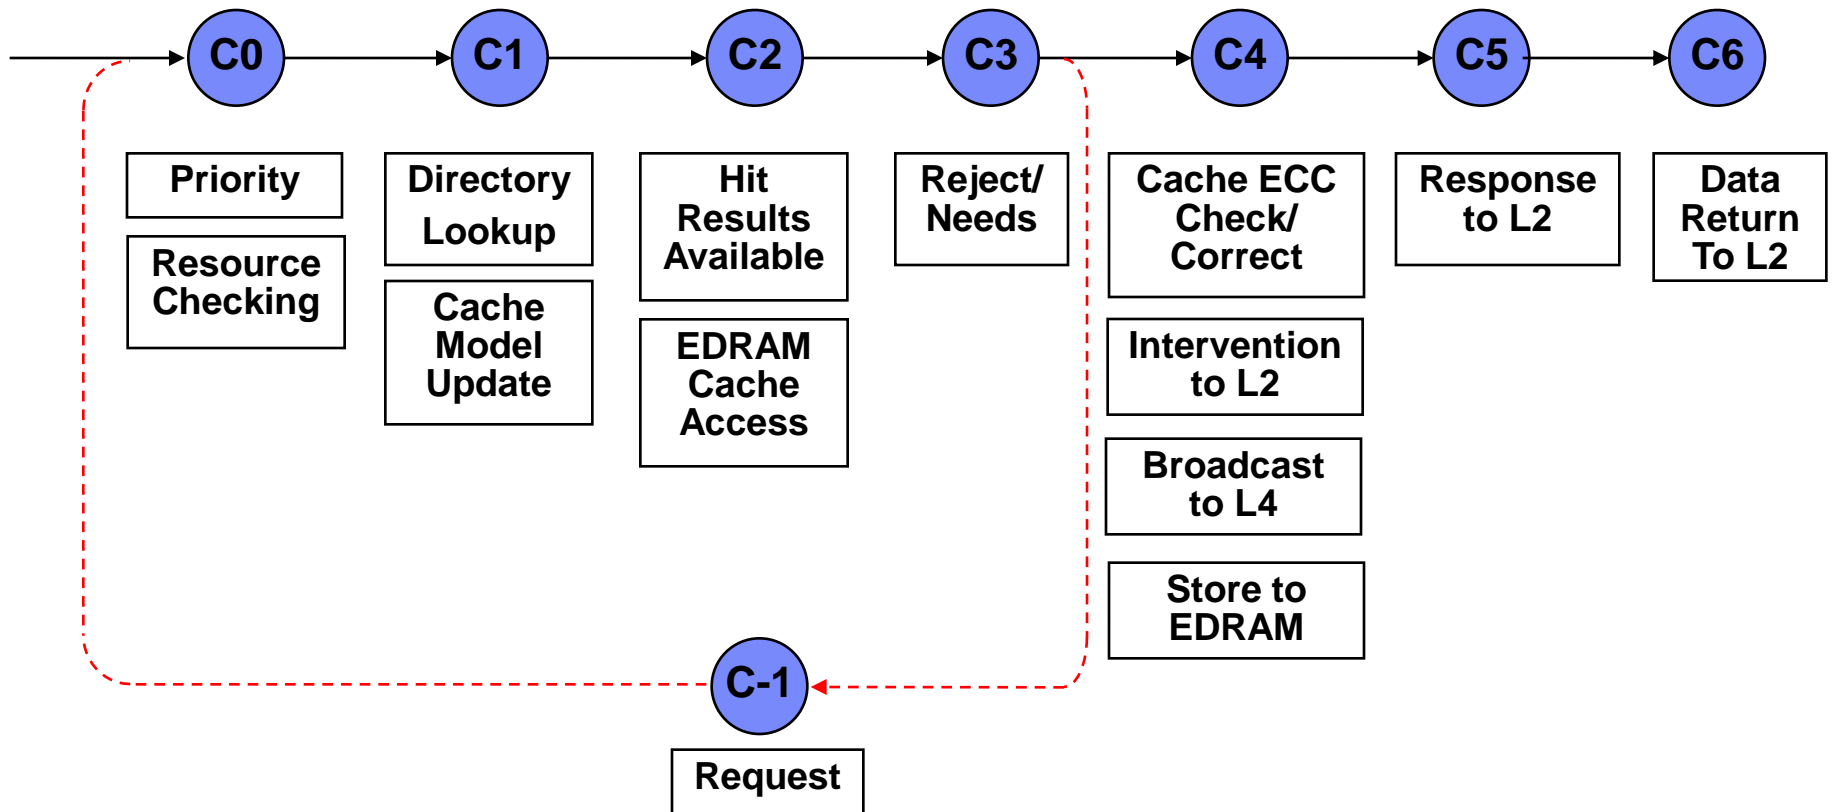 C0
C1
C2
C3
C4
C5
C6
Priority
Resource
Checking
Directory
Lookup
Cache
Model
Update
Hit
Results
Available
EDRAM
Cache
Access
Reject/
Needs
Cache ECC
Check/
Correct
Intervention
to L2
Broadcast
to L4
Store to
EDRAM
Response
to L2
Data
Return
To L2
C-1
Request